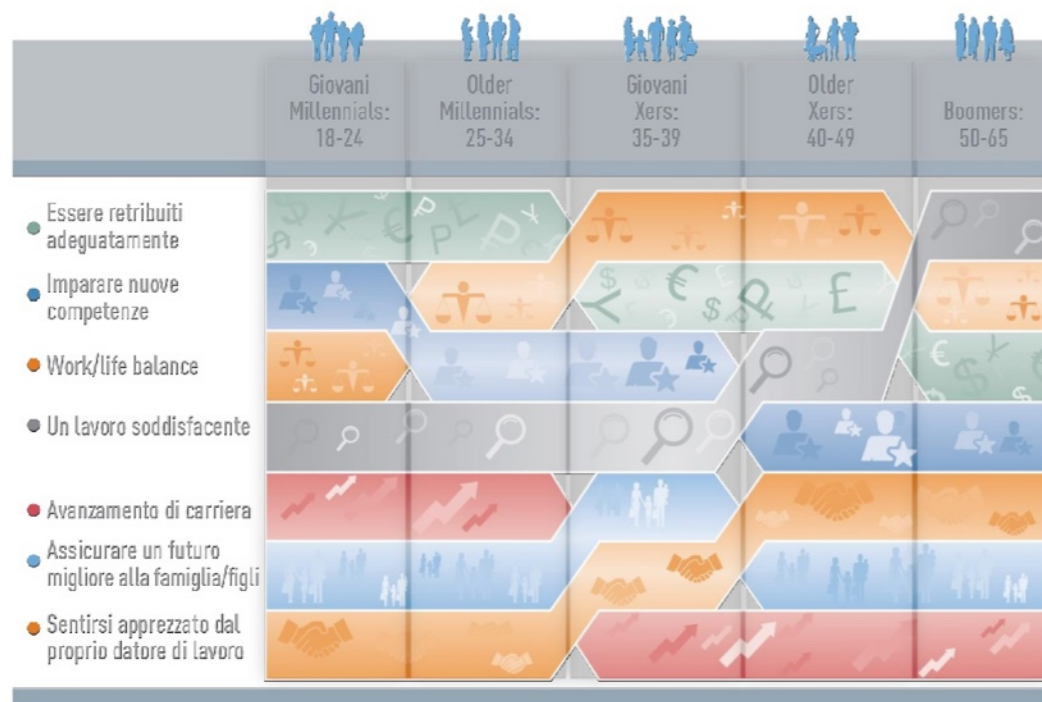 Giovani
Millennials:
18-24
Older
Millennials:
25-34
Giovani
Xers:
35-39
Older
Xers:
40-49
Boomers:
50-65
Essere retribuiti
adeguatamente
Imparare nuove
competenze
Work/life balance
Un lavoro soddisfacente
Avanzamento di carriera
Assicurare un futuro
migliore alla famiglia/figli
Sentirsi apprezzato dal
proprio datore di lavoro